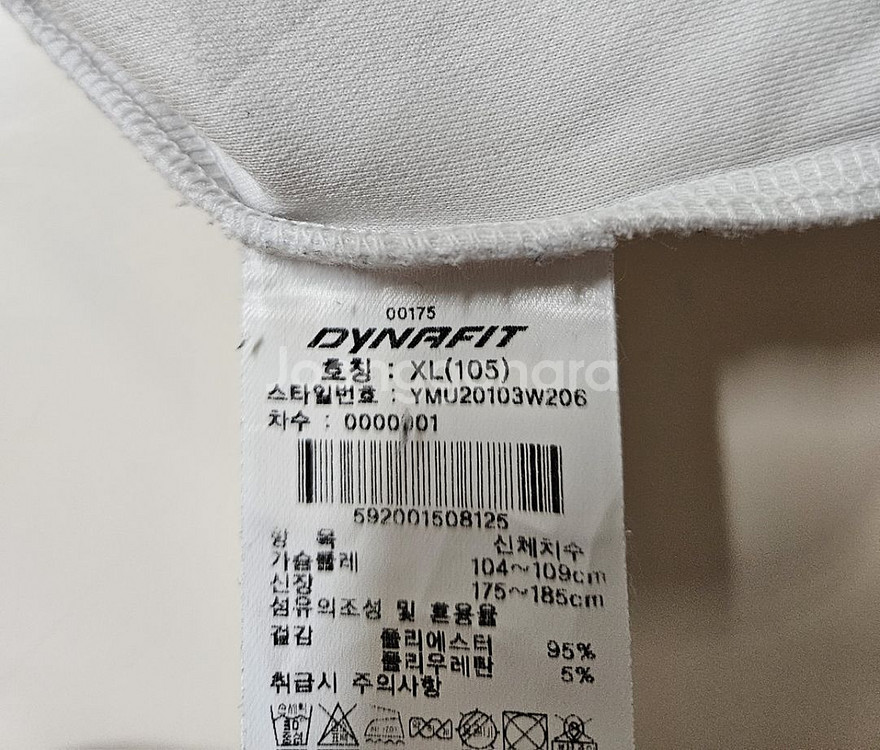 00175
DYNAFIT
호칭 : XL(105)
스타일번호 : YMU20103W206
차수 : 0000001
592001508125
항 목 신체치수
가슴둘레 104~109cm
신장 175~185cm
섬유의조성 및 혼용율
겉감 폴리에스터 95%
폴리우레탄 5%
취급시 주의사항